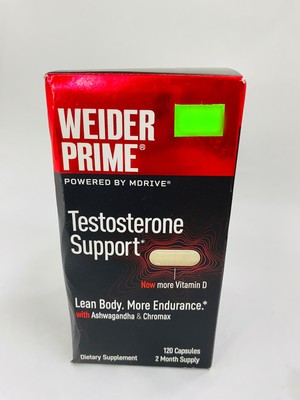 WEIDER
PRIME®
POWERED BY MDRIVE®
Testosterone
Support*
Now more Vitamin D
Lean Body. More Endurance.*
with Ashwagandha & Chromax
120 Capsules
Dietary Supplement 2 Month Supply